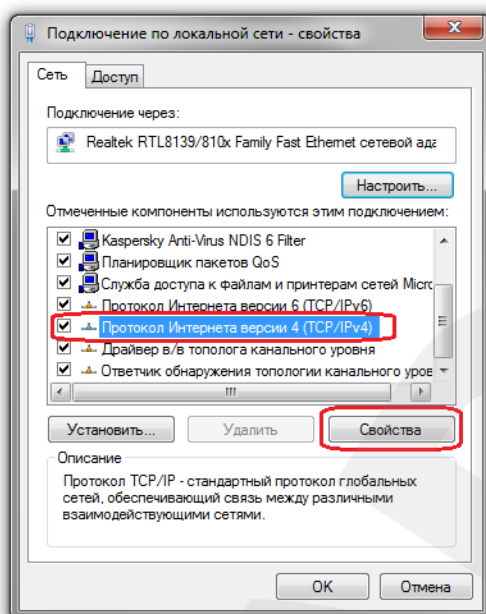 Подключение по локальной сети - свойства
Сеть
Доступ
Подключение через:
Realtek RTL8139/810x Family Fast Ethernet сетевой ада
Настроить...
Отмеченные компоненты используются этим подключением:
Kaspersky Anti-Virus NDIS 6 Filter
Планировщик пакетов QoS
Служба доступа к файлам и принтерам сетей Micro
Протокол Интернета версии 6 (TCP/IPv6)
Протокол Интернета версии 4 (TCP/IPv4)
Драйвер в/в тополога канального уровня
Ответчик обнаружения топологии канального уров
Установить...
Удалить
Свойства
Описание
Протокол TCP/IP - стандартный протокол глобальных
сетей, обеспечивающий связь между различными
взаимодействующими сетями.
OK
Отмена